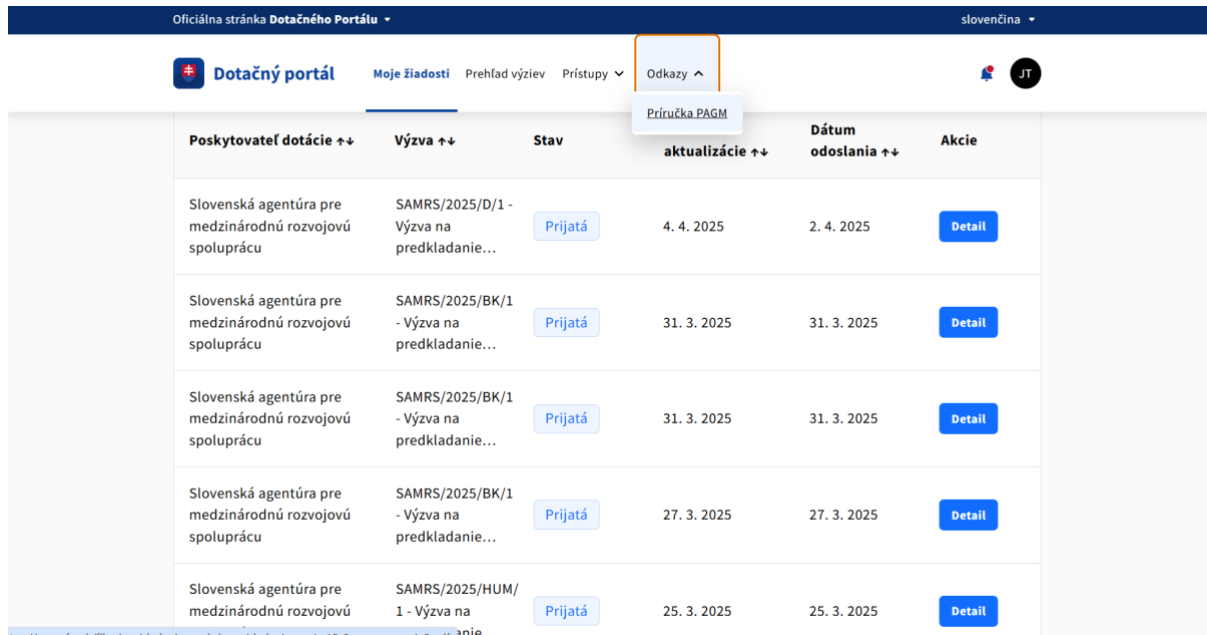 Oficiálna stránka Dotačného Portálu
slovenčina
Dotačný portál
Moje žiadosti
Prehľad výziev
Prístupy
Odkazy
JT
Príručka PAGM
Poskytovateľ dotácie
Výzva
Stav
aktualizácie
Dátum
odoslania
Akcie
Slovenská agentúra pre
medzinárodnú rozvojovú
spoluprácu
SAMRS/2025/D/1 -
Výzva na
predkladanie...
Prijatá
4. 4. 2025
2. 4. 2025
Detail
Slovenská agentúra pre
medzinárodnú rozvojovú
spoluprácu
SAMRS/2025/BK/1
- Výzva na
predkladanie...
Prijatá
31. 3. 2025
31. 3. 2025
Detail
Slovenská agentúra pre
medzinárodnú rozvojovú
spoluprácu
SAMRS/2025/BK/1
- Výzva na
predkladanie...
Prijatá
31. 3. 2025
31. 3. 2025
Detail
Slovenská agentúra pre
medzinárodnú rozvojovú
spoluprácu
SAMRS/2025/BK/1
- Výzva na
predkladanie...
Prijatá
27. 3. 2025
27. 3. 2025
Detail
Slovenská agentúra pre
medzinárodnú rozvojovú
SAMRS/2025/HUM/
1 - Výzva na
Prijatá
25. 3. 2025
25. 3. 2025
Detail